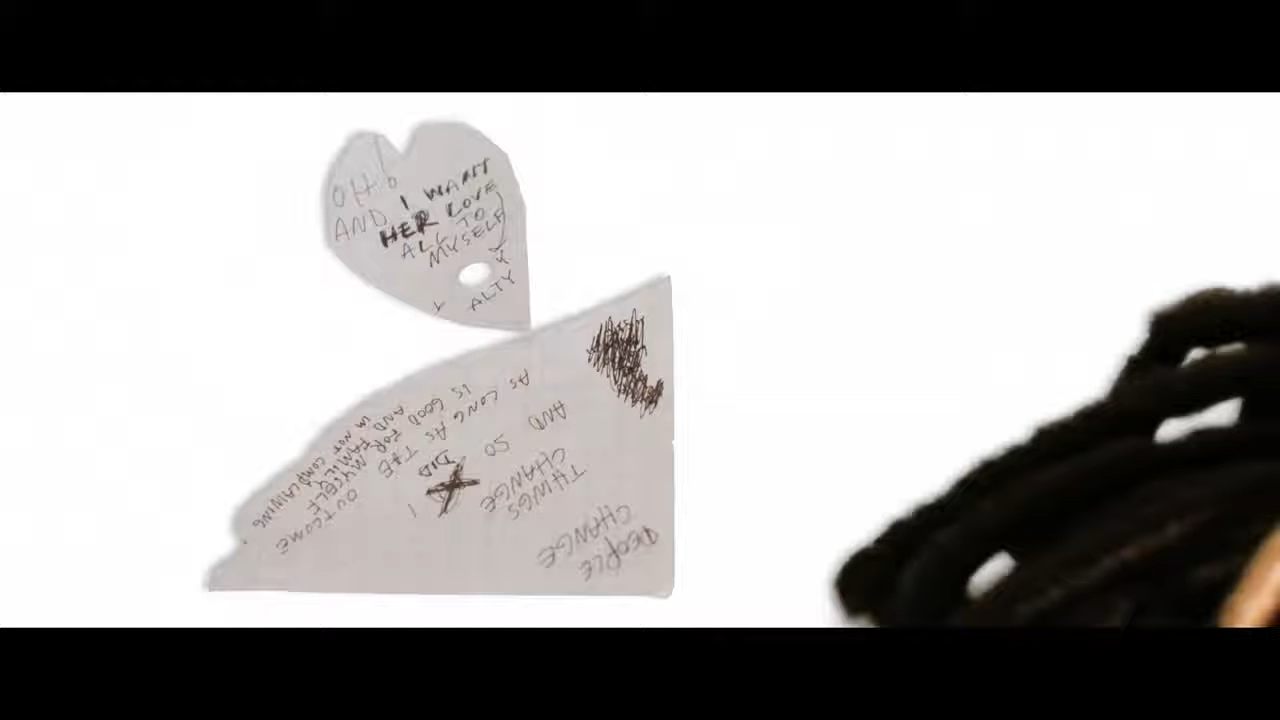 OH
AND I WANT
HER LOVE
ALL TO
MYSELF
ALTY
PEOPLE
CHANGE
THINGS
CHANGE
AND SO
DID
I
AS LONG AS THE
OUTCOME
IS GOOD FOR
MYSELF
AND FAMILY
IM NOT COMPLAINING.